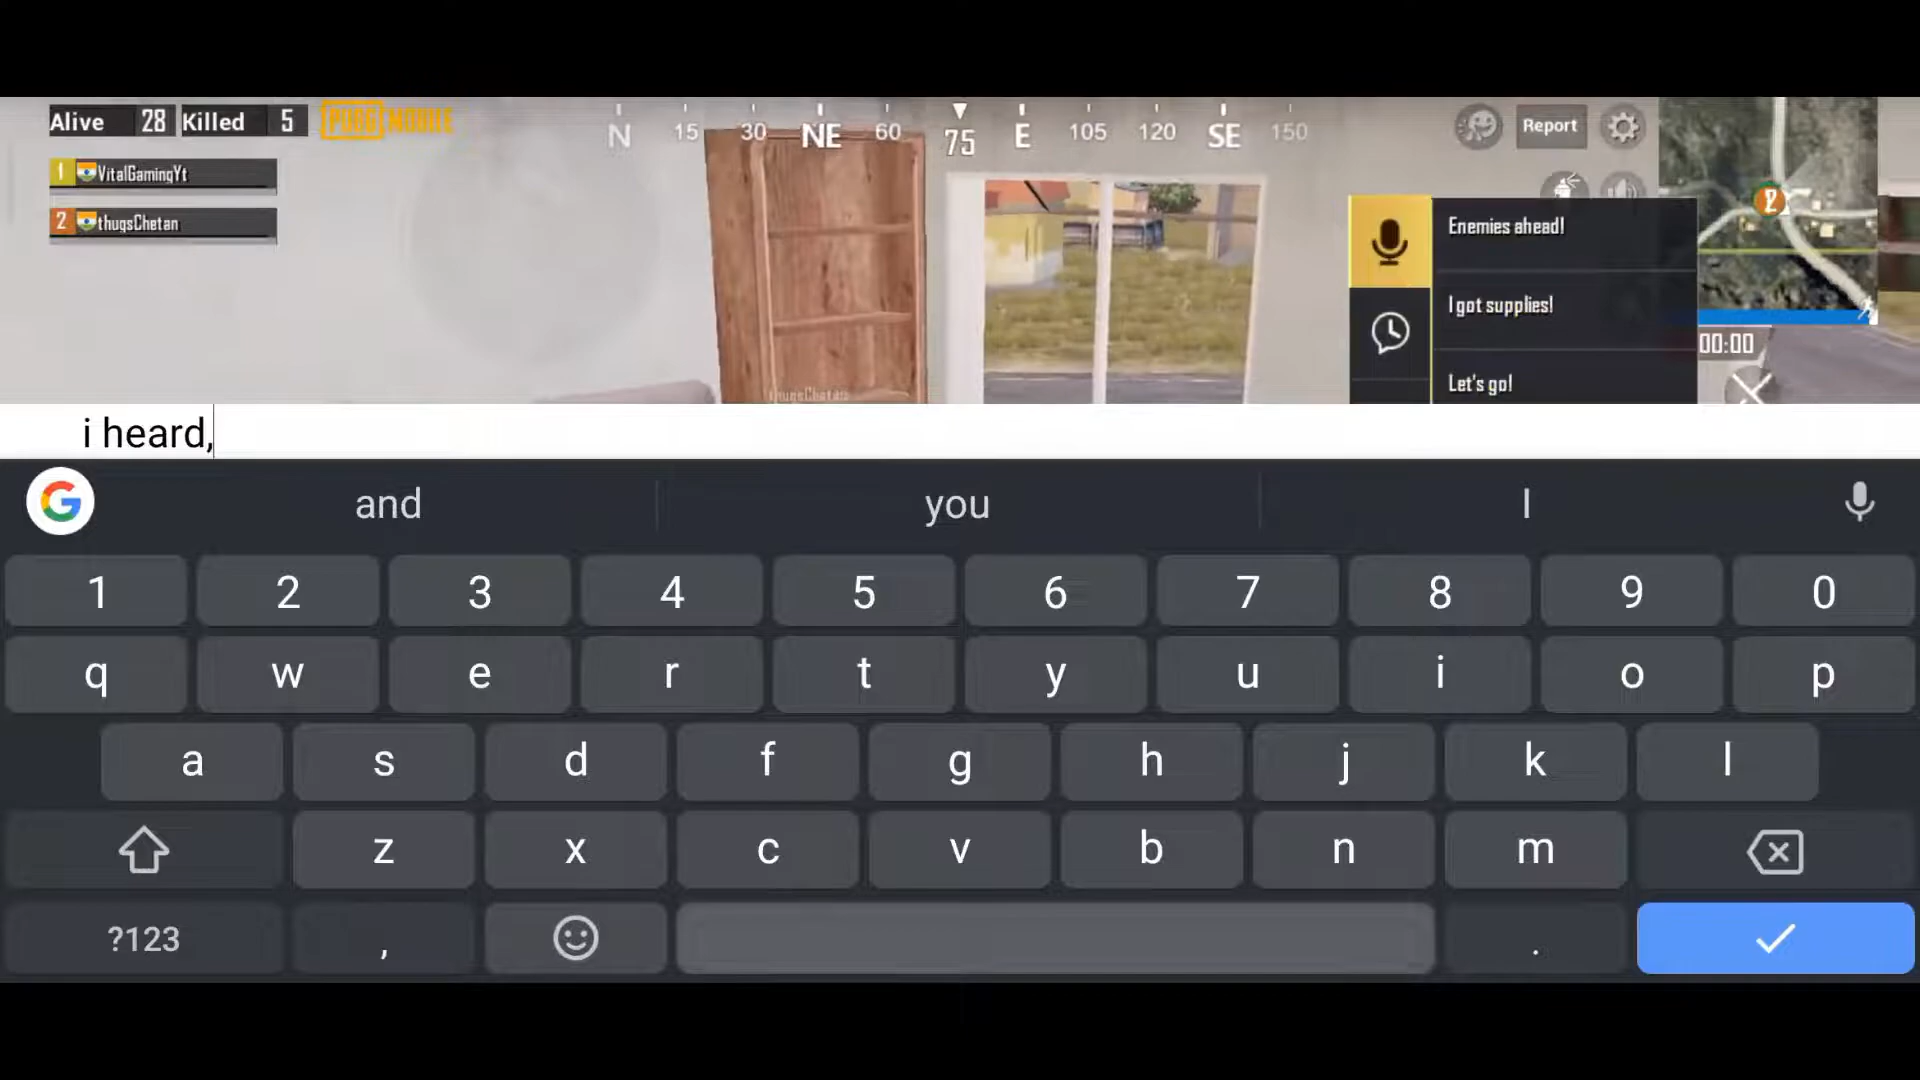 Alive 28 Killed 5 PUBG MOBILE
N 15 30 NE 60 75 E 105 120 SE 150
Report
1 VitalGamingYt
2 thugsChetan
2
Enemies ahead!
I got supplies!
Let's go!
00:00
thugsChetan
i heard,
G and you I
1 2 3 4 5 6 7 8 9 0
q w e r t y u i o p
a s d f g h j k l
z x c v b n m
?123 , .